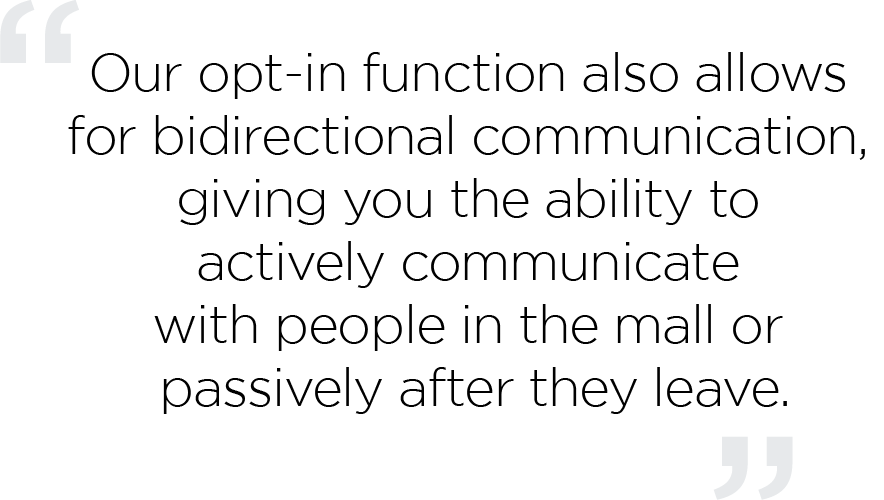 “
Our opt-in function also allows
for bidirectional communication,
giving you the ability to
actively communicate
with people in the mall or
passively after they leave.
”